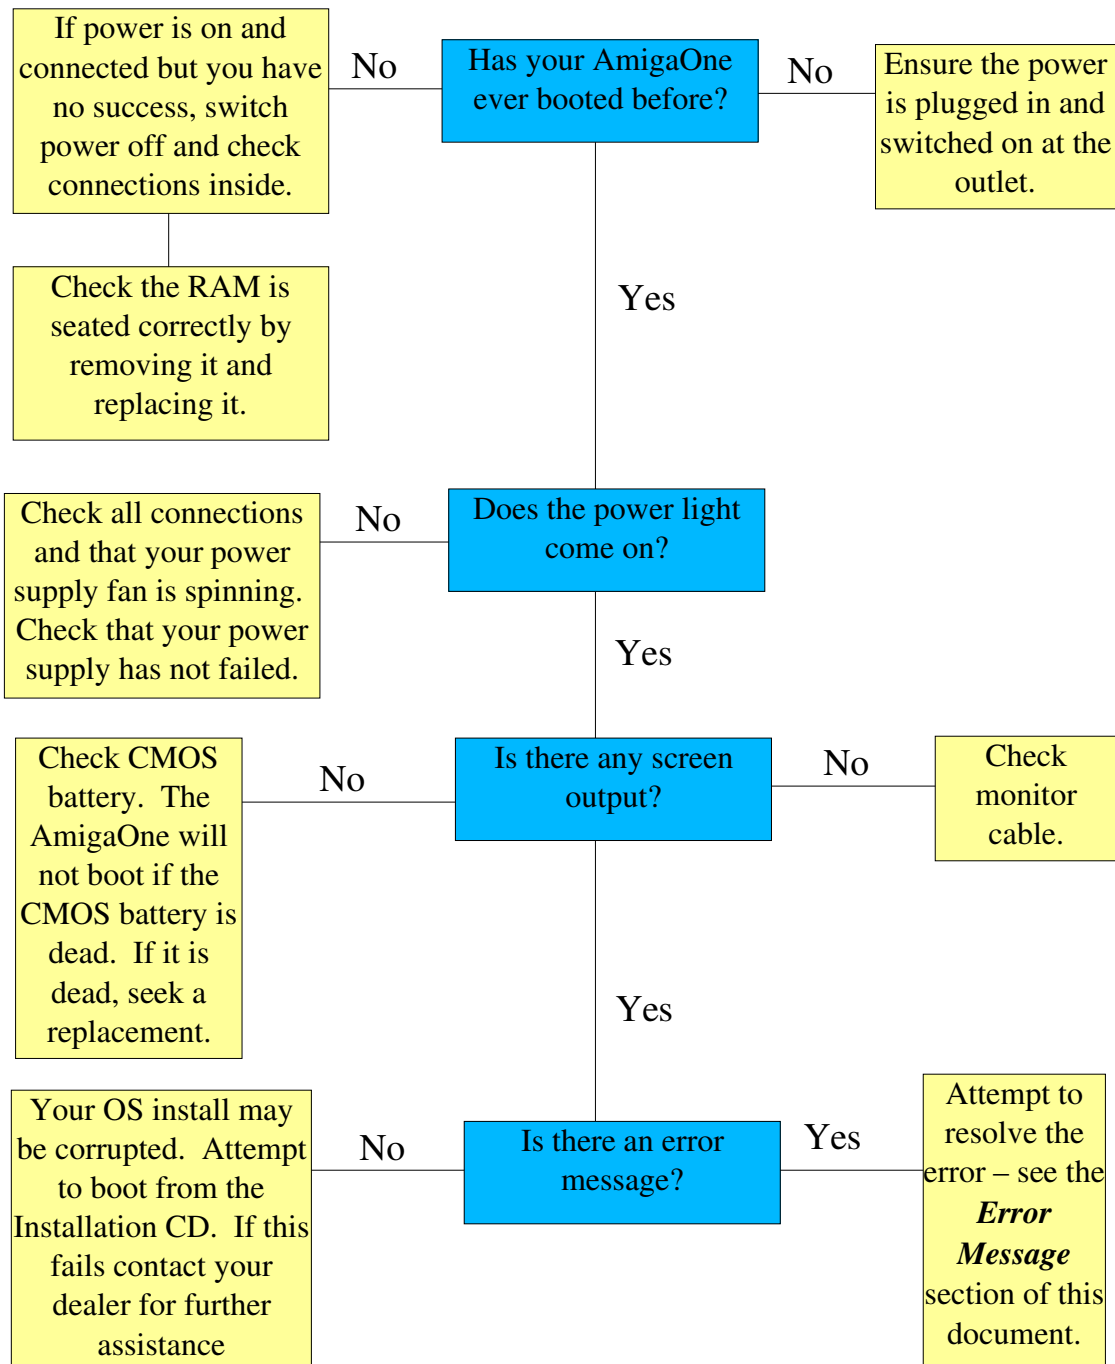 If power is on and
connected but you have
no success, switch
power off and check
connections inside.
No
Has your AmigaOne
ever booted before?
No
Ensure the power
is plugged in and
switched on at the
outlet.
Check the RAM is
seated correctly by
removing it and
replacing it.
Yes
Check all connections
and that your power
supply fan is spinning.
Check that your power
supply has not failed.
No
Does the power light
come on?
Yes
Check CMOS
battery.  The
AmigaOne will
not boot if the
CMOS battery is
dead.  If it is
dead, seek a
replacement.
No
Is there any screen
output?
No
Check
monitor
cable.
Yes
Your OS install may
be corrupted.  Attempt
to boot from the
Installation CD.  If this
fails contact your
dealer for further
assistance
No
Is there an error
message?
Yes
Attempt to
resolve the
error – see the
Error
Message
section of this
document.